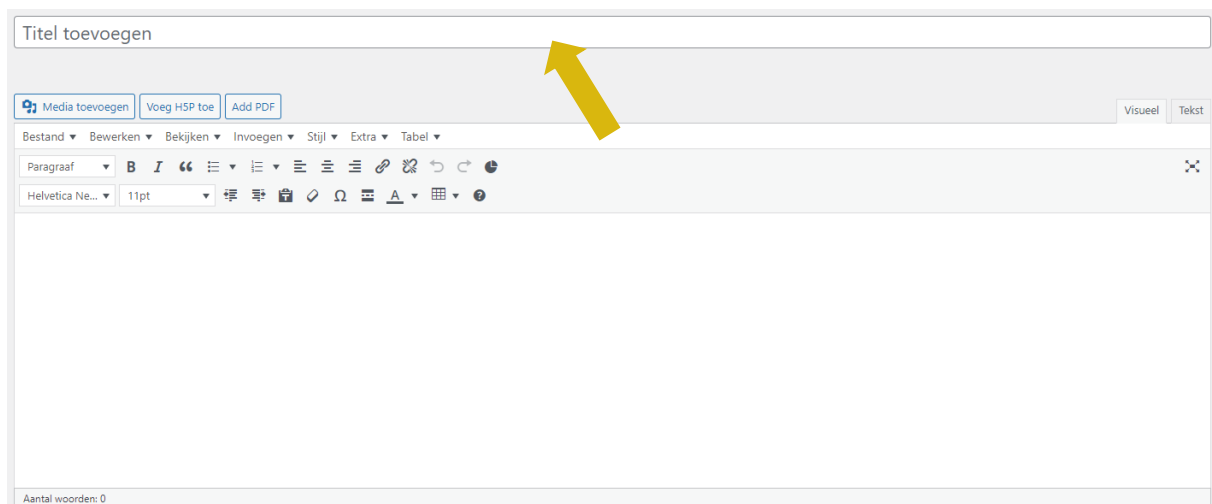 Titel toevoegen
Media toevoegen Voeg H5P toe Add PDF
Visueel Tekst
Bestand Bewerken Bekijken Invoegen Stijl Extra Tabel
Paragraaf B I
Helvetica Ne... 11pt Ω A
Aantal woorden: 0